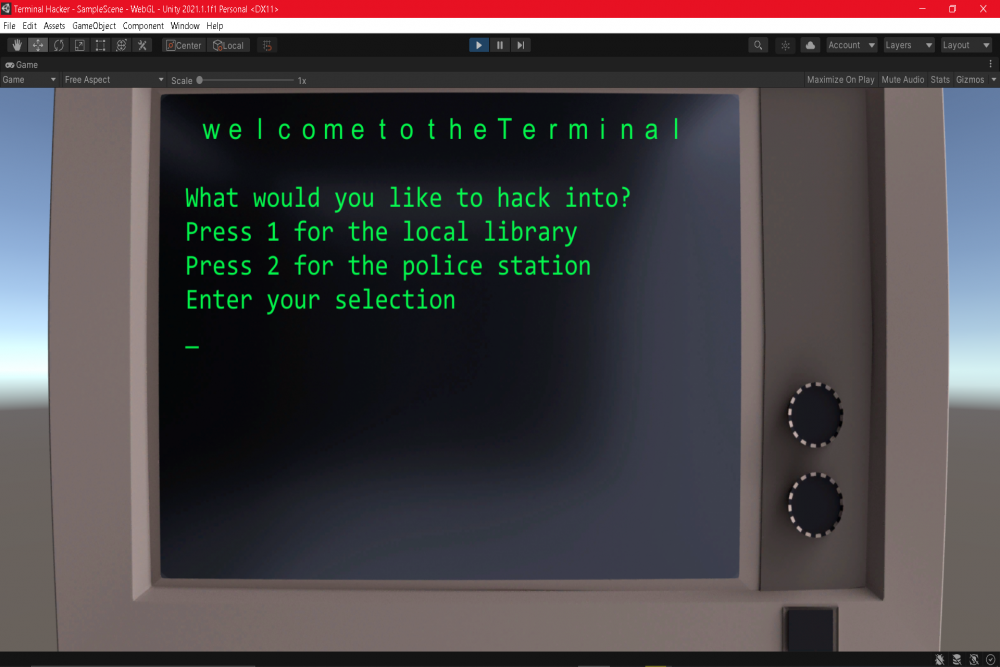 Terminal Hacker - SampleScene - WebGL - Unity 2021.1.1f1 Personal <DX11>
File Edit Assets GameObject Component Window Help
Center Local Account Layers Layout
Game
Game Free Aspect Scale 1x Maximize On Play Mute Audio Stats Gizmos
w e l c o m e t o t h e T e r m i n a l
What would you like to hack into?
Press 1 for the local library
Press 2 for the police station
Enter your selection
_